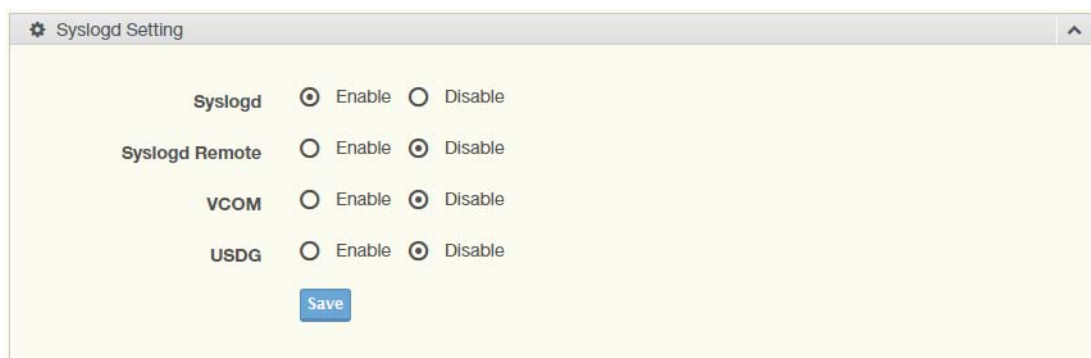 Syslogd Setting
Syslogd Enable Disable
Syslogd Remote Enable Disable
VCOM Enable Disable
USDG Enable Disable
Save